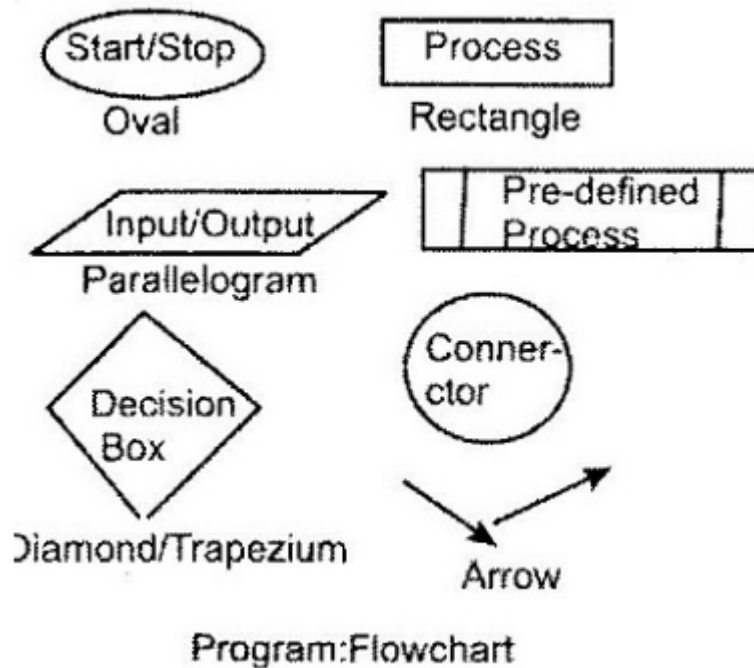 Start/Stop
Oval
Process
Rectangle
Input/Output
Parallelogram
Pre-defined
Process
Decision
Box
Diamond/Trapezium
Conner-
ctor
Arrow
Program:Flowchart